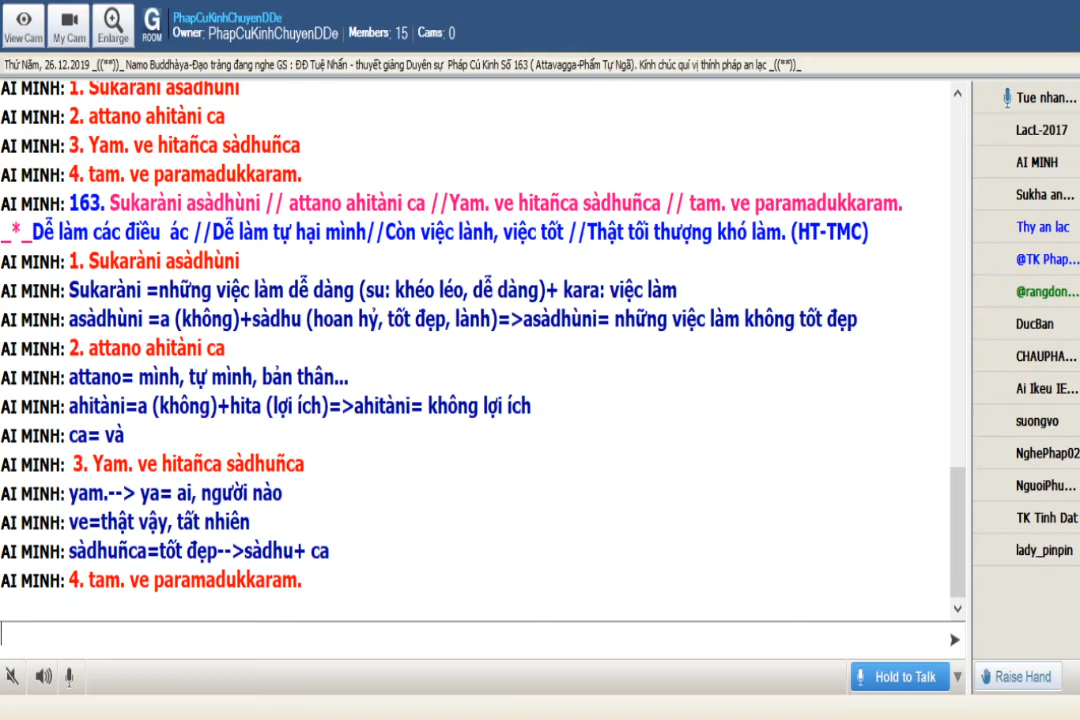 View Cam
My Cam
Enlarge
G
ROOM
PhapCuKinhChuyenDDe
Owner: PhapCuKinhChuyenDDe | Members: 15 | Cams: 0
Thứ Năm, 26.12.2019 _((**))_ Namo Buddhàya-Đạo tràng đang nghe GS : ĐĐ Tuệ Nhẫn - thuyết giảng Duyên sự Pháp Cú Kinh Số 163 ( Attavagga-Phẩm Tự Ngã). Kính chúc quí vị thính pháp an lạc _((**))_
AI MINH: 1. Sukaràni asàdhùni
AI MINH: 2. attano ahitàni ca
AI MINH: 3. Yam. ve hitañca sàdhuñca
AI MINH: 4. tam. ve paramadukkaram.
AI MINH: 163. Sukaràni asàdhùni // attano ahitàni ca //Yam. ve hitañca sàdhuñca // tam. ve paramadukkaram.
_*_Dễ làm các điều ác //Dễ làm tự hại mình//Còn việc lành, việc tốt //Thật tối thượng khó làm. (HT-TMC)
AI MINH: 1. Sukaràni asàdhùni
AI MINH: Sukaràni =những việc làm dễ dàng (su: khéo léo, dễ dàng)+ kara: việc làm
AI MINH: asàdhùni =a (không)+sàdhu (hoan hỷ, tốt đẹp, lành)=>asàdhùni= những việc làm không tốt đẹp
AI MINH: 2. attano ahitàni ca
AI MINH: attano= mình, tự mình, bản thân...
AI MINH: ahitàni=a (không)+hita (lợi ích)=>ahitàni= không lợi ích
AI MINH: ca= và
AI MINH: 3. Yam. ve hitañca sàdhuñca
AI MINH: yam.--> ya= ai, người nào
AI MINH: ve=thật vậy, tất nhiên
AI MINH: sàdhuñca=tốt đẹp-->sàdhu+ ca
AI MINH: 4. tam. ve paramadukkaram.
Tue nhan...
LacL-2017
AI MINH
Sukha an...
Thy an lac
@TK Phap...
@rangdon...
DucBan
CHAUPHA...
Ai Ikeu IE...
suongvo
NghePhap02
NguoiPhu...
TK Tinh Dat
lady_pinpin
Hold to Talk
Raise Hand